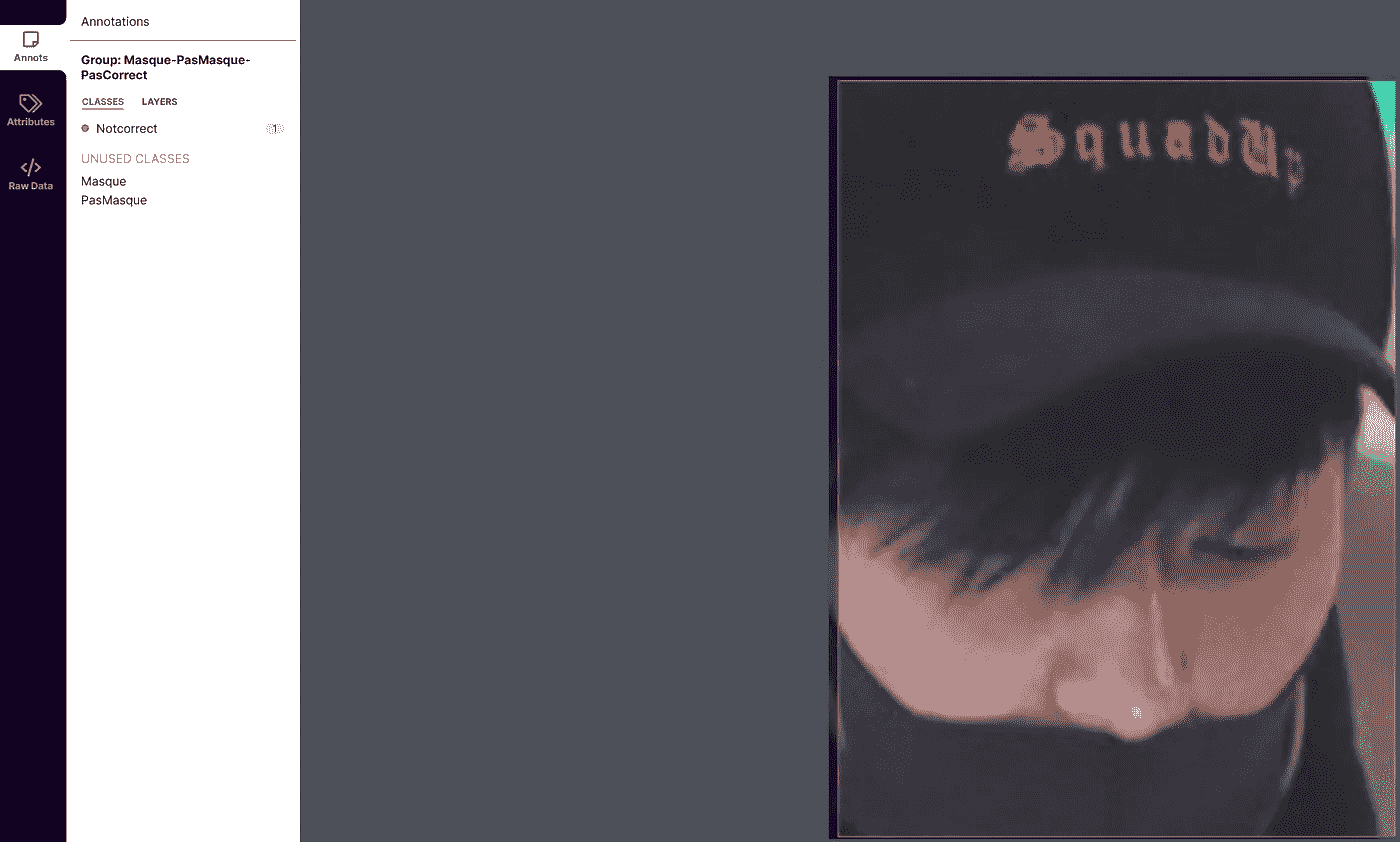 Annotations
Annots
Group: Masque-PasMasque-
PasCorrect
CLASSES LAYERS
Attributes
Notcorrect 1
UNUSED CLASSES
Masque
PasMasque
Raw Data
SquadUp